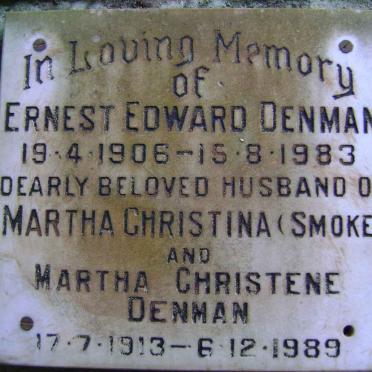 In Loving Memory
of
ERNEST EDWARD DENMAN
19·4·1906–15·8·1983
DEARLY BELOVED HUSBAND O
MARTHA CHRISTINA (SMOKE
AND
MARTHA CHRISTENE
DENMAN
17·7·1913–6·12·1989